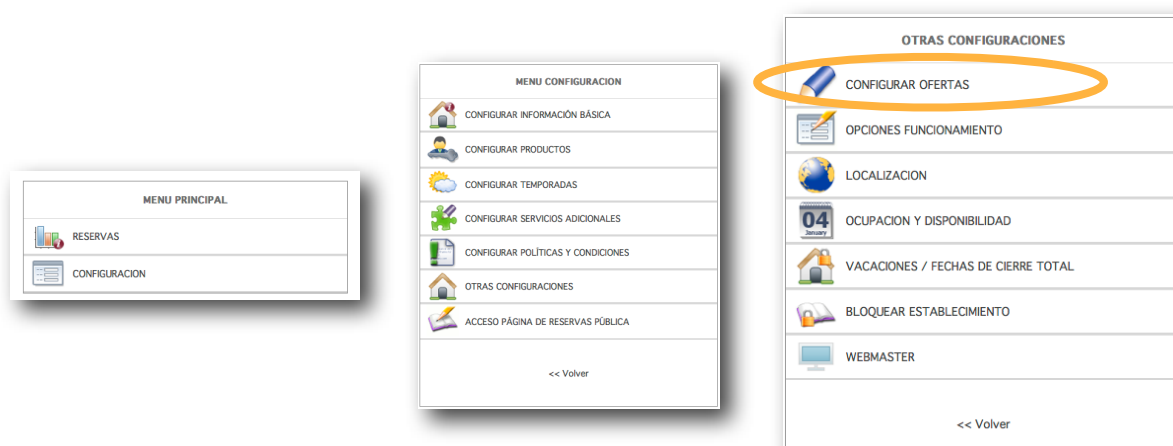 MENU PRINCIPAL
RESERVAS
CONFIGURACION
MENU CONFIGURACION
CONFIGURAR INFORMACIÓN BÁSICA
CONFIGURAR PRODUCTOS
CONFIGURAR TEMPORADAS
CONFIGURAR SERVICIOS ADICIONALES
CONFIGURAR POLÍTICAS Y CONDICIONES
OTRAS CONFIGURACIONES
ACCESO PÁGINA DE RESERVAS PÚBLICA
<< Volver
OTRAS CONFIGURACIONES
CONFIGURAR OFERTAS
OPCIONES FUNCIONAMIENTO
LOCALIZACION
04
January
OCUPACION Y DISPONIBILIDAD
VACACIONES / FECHAS DE CIERRE TOTAL
BLOQUEAR ESTABLECIMIENTO
WEBMASTER
<< Volver